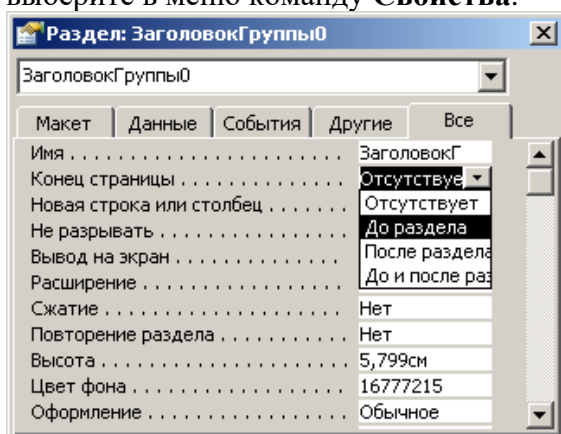 выберите в меню команду Свойства.
Раздел: ЗаголовокГруппы0
ЗаголовокГруппы0
Макет Данные События Другие Все
Имя . . . . . . . . . . . . . . . . . . . . . . ЗаголовокГ
Конец страницы . . . . . . . . . . . . . Отсутствуе
Новая строка или столбец . . . . . . . Отсутствует
Не разрывать . . . . . . . . . . . . . . . До раздела
Вывод на экран . . . . . . . . . . . . . После раздела
Расширение . . . . . . . . . . . . . . . . До и после раз
Сжатие . . . . . . . . . . . . . . . . . . . Нет
Повторение раздела . . . . . . . . . . Нет
Высота . . . . . . . . . . . . . . . . . . . 5,799см
Цвет фона . . . . . . . . . . . . . . . . . 16777215
Оформление . . . . . . . . . . . . . . . . Обычное